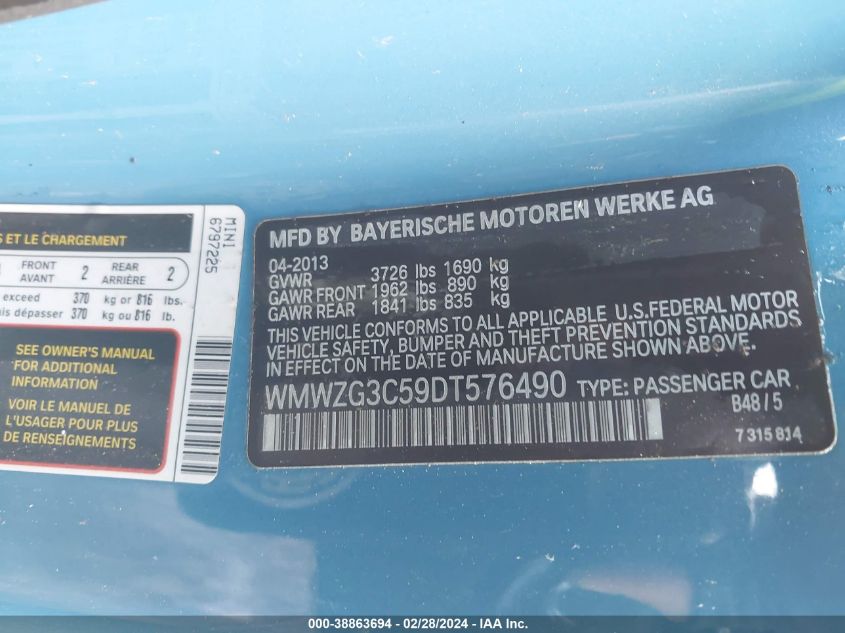 S ET LE CHARGEMENT
FRONT 2 REAR 2
AVANT ARRIÈRE
exceed 370 kg or 816 lbs.
dépasser 370 kg ou 816 lb.
SEE OWNER'S MANUAL
FOR ADDITIONAL
INFORMATION
VOIR LE MANUEL DE
L'USAGER POUR PLUS
DE RENSEIGNEMENTS
MINI
6797225
MFD BY BAYERISCHE MOTOREN WERKE AG
04-2013
GVWR 3726 lbs 1690 kg
GAWR FRONT 1962 lbs 890 kg
GAWR REAR 1841 lbs 835 kg
THIS VEHICLE CONFORMS TO ALL APPLICABLE U.S.FEDERAL MOTOR
VEHICLE SAFETY, BUMPER AND THEFT PREVENTION STANDARDS
IN EFFECT ON THE DATE OF MANUFACTURE SHOWN ABOVE.
WMWZG3C59DT576490 TYPE: PASSENGER CAR
B48/5
7 315 814
000-38863694 - 02/28/2024 - IAAI.com